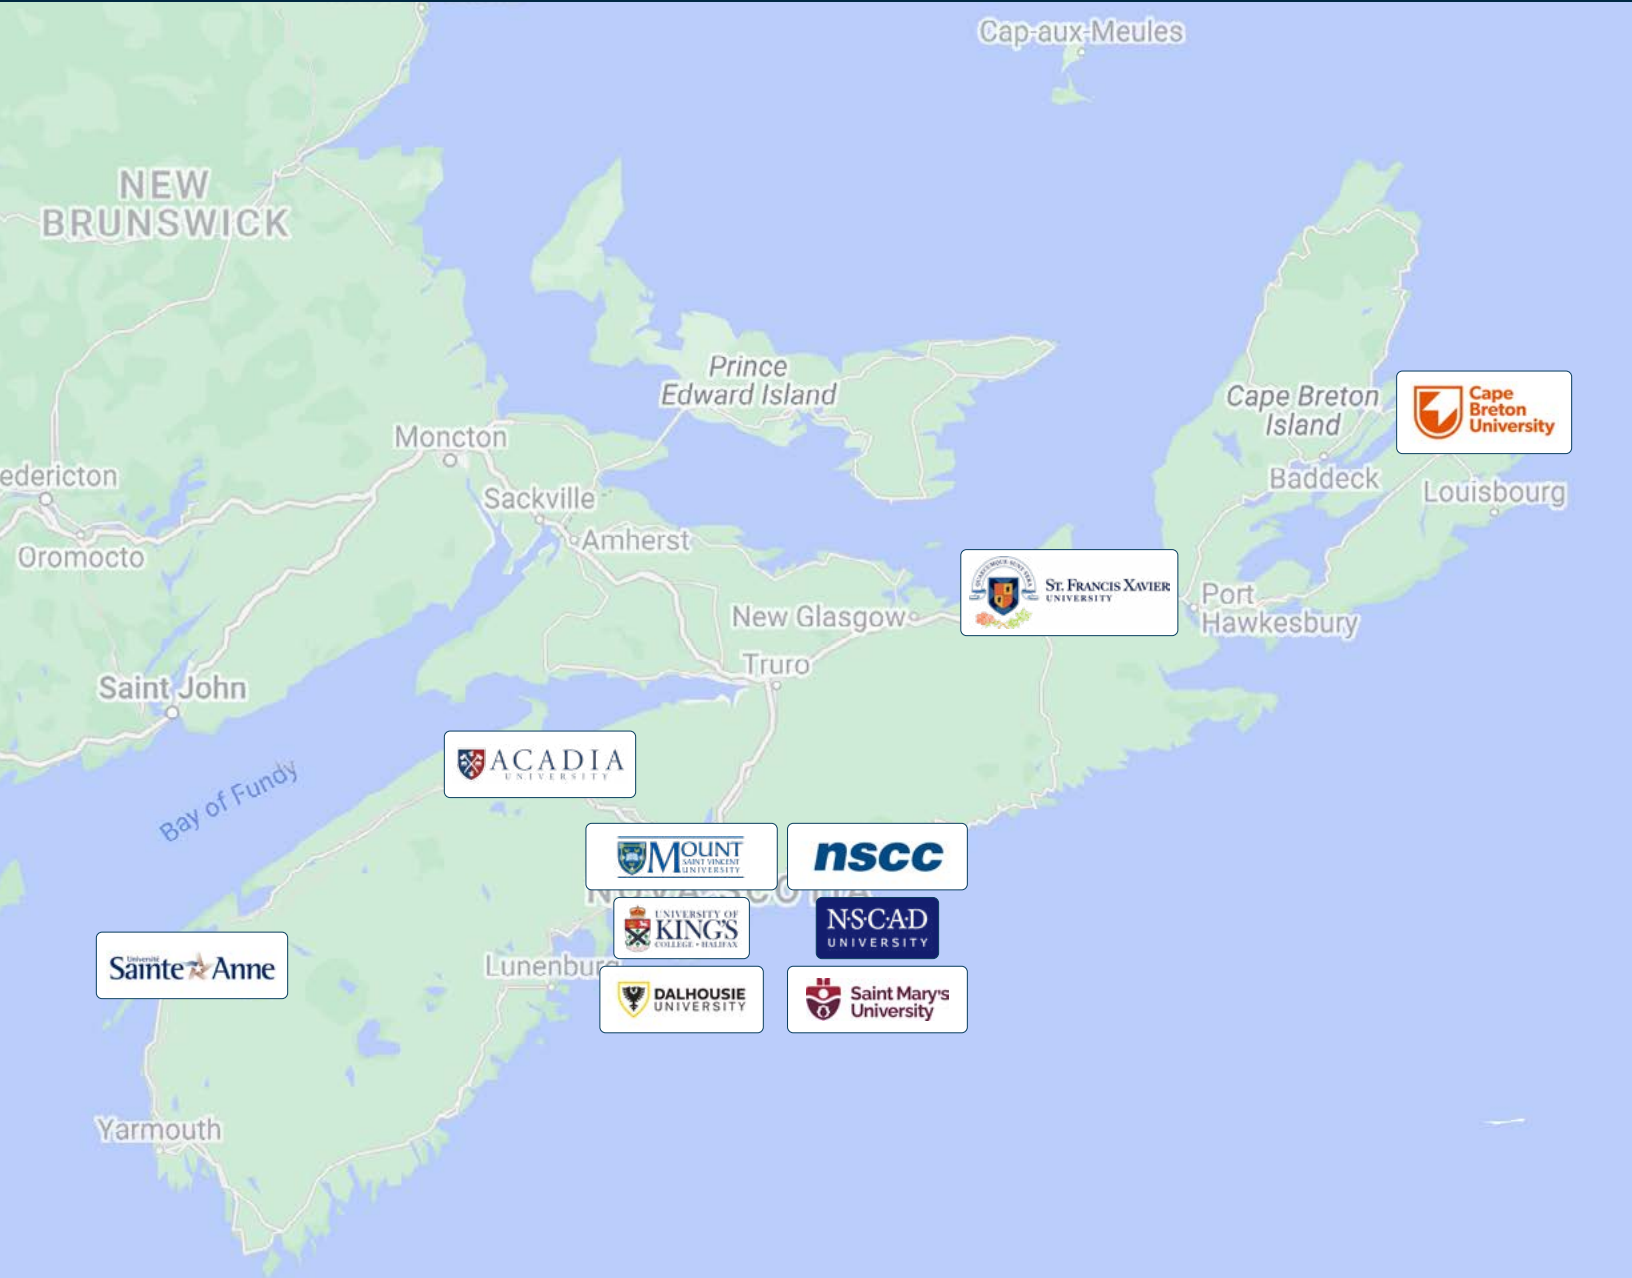 Cap-aux-Meules
NEW
BRUNSWICK
Prince
Edward Island
Cape Breton
Island
Cape
Breton
University
Moncton
Baddeck
edericton
Sackville
Louisbourg
Amherst
Oromocto
ST. FRANCIS XAVIER
UNIVERSITY
Port
Hawkesbury
New Glasgow
Truro
Saint John
ACADIA
UNIVERSITY
Bay of Fundy
MOUNT
SAINT VINCENT
UNIVERSITY
nscc
NOVA SCOTIA
UNIVERSITY OF
KING'S
COLLEGE • HALIFAX
N·S·C·A·D
UNIVERSITY
Université
Sainte Anne
Lunenburg
DALHOUSIE
UNIVERSITY
Saint Mary's
University
Yarmouth